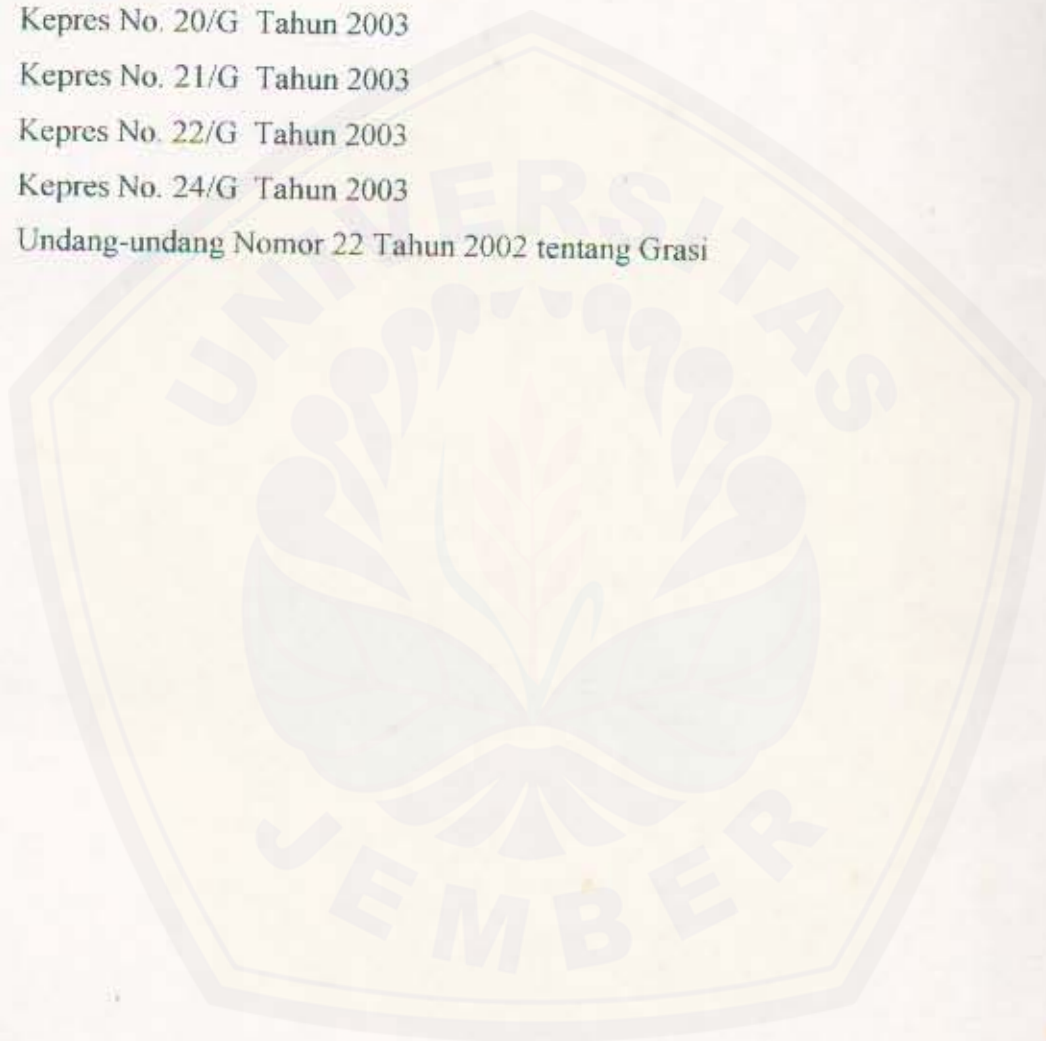 Kepres No. 20/G Tahun 2003
Kepres No. 21/G Tahun 2003
Kepres No. 22/G Tahun 2003
Kepres No. 24/G Tahun 2003
Undang-undang Nomor 22 Tahun 2002 tentang Grasi
UNIVERSITAS
JEMBER